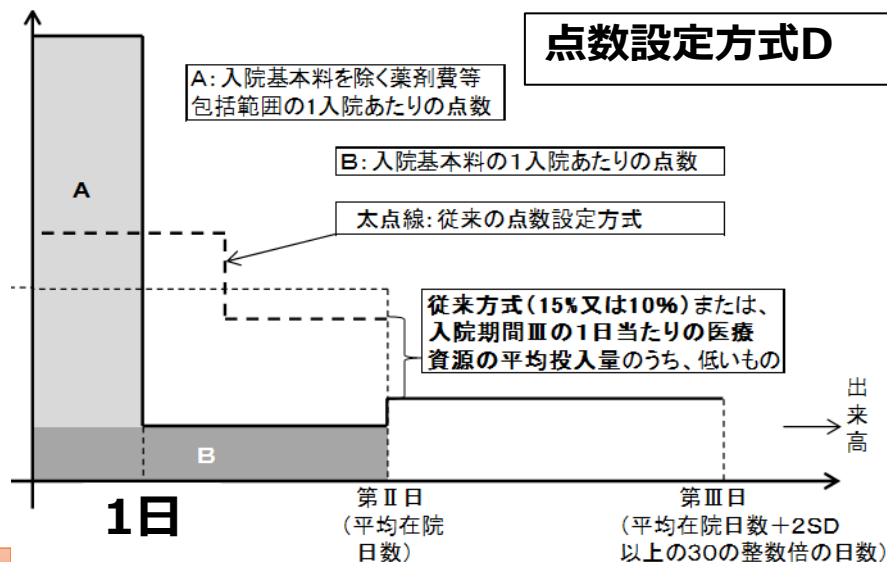 点数設定方式D
A：入院基本料を除く薬剤費等
包括範囲の1入院あたりの点数
B：入院基本料の1入院あたりの点数
A
太点線：従来の点数設定方式
従来方式（15%又は10%）または、
入院期間Ⅲの1日当たりの医療
資源の平均投入量のうち、低いもの
出来高
B
1日
第Ⅱ日
（平均在院
日数）
第Ⅲ日
（平均在院日数＋2SD
以上の30の整数倍の日数）